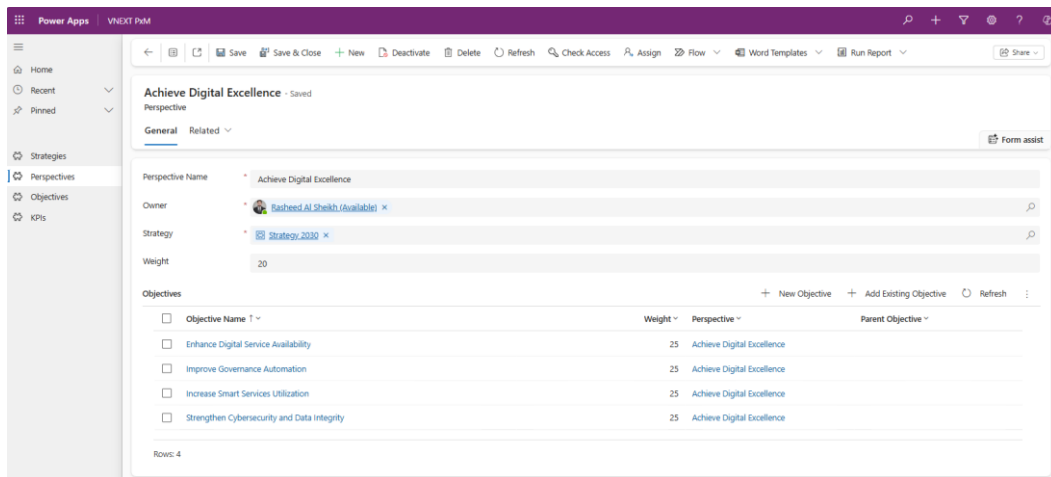 Power Apps VNEXT PxM
Save Save & Close New Deactivate Delete Refresh Check Access Assign Flow Word Templates Run Report Share
Home
Recent
Pinned
Strategies
Perspectives
Objectives
KPIs
Achieve Digital Excellence - Saved
Perspective
General Related
Form assist
Perspective Name * Achieve Digital Excellence
Owner * Rasheed Al Sheikh (Available) ×
Strategy * Strategy 2030 ×
Weight 20
Objectives New Objective Add Existing Objective Refresh
Objective Name ↑ Weight Perspective Parent Objective
Enhance Digital Service Availability 25 Achieve Digital Excellence
Improve Governance Automation 25 Achieve Digital Excellence
Increase Smart Services Utilization 25 Achieve Digital Excellence
Strengthen Cybersecurity and Data Integrity 25 Achieve Digital Excellence
Rows: 4